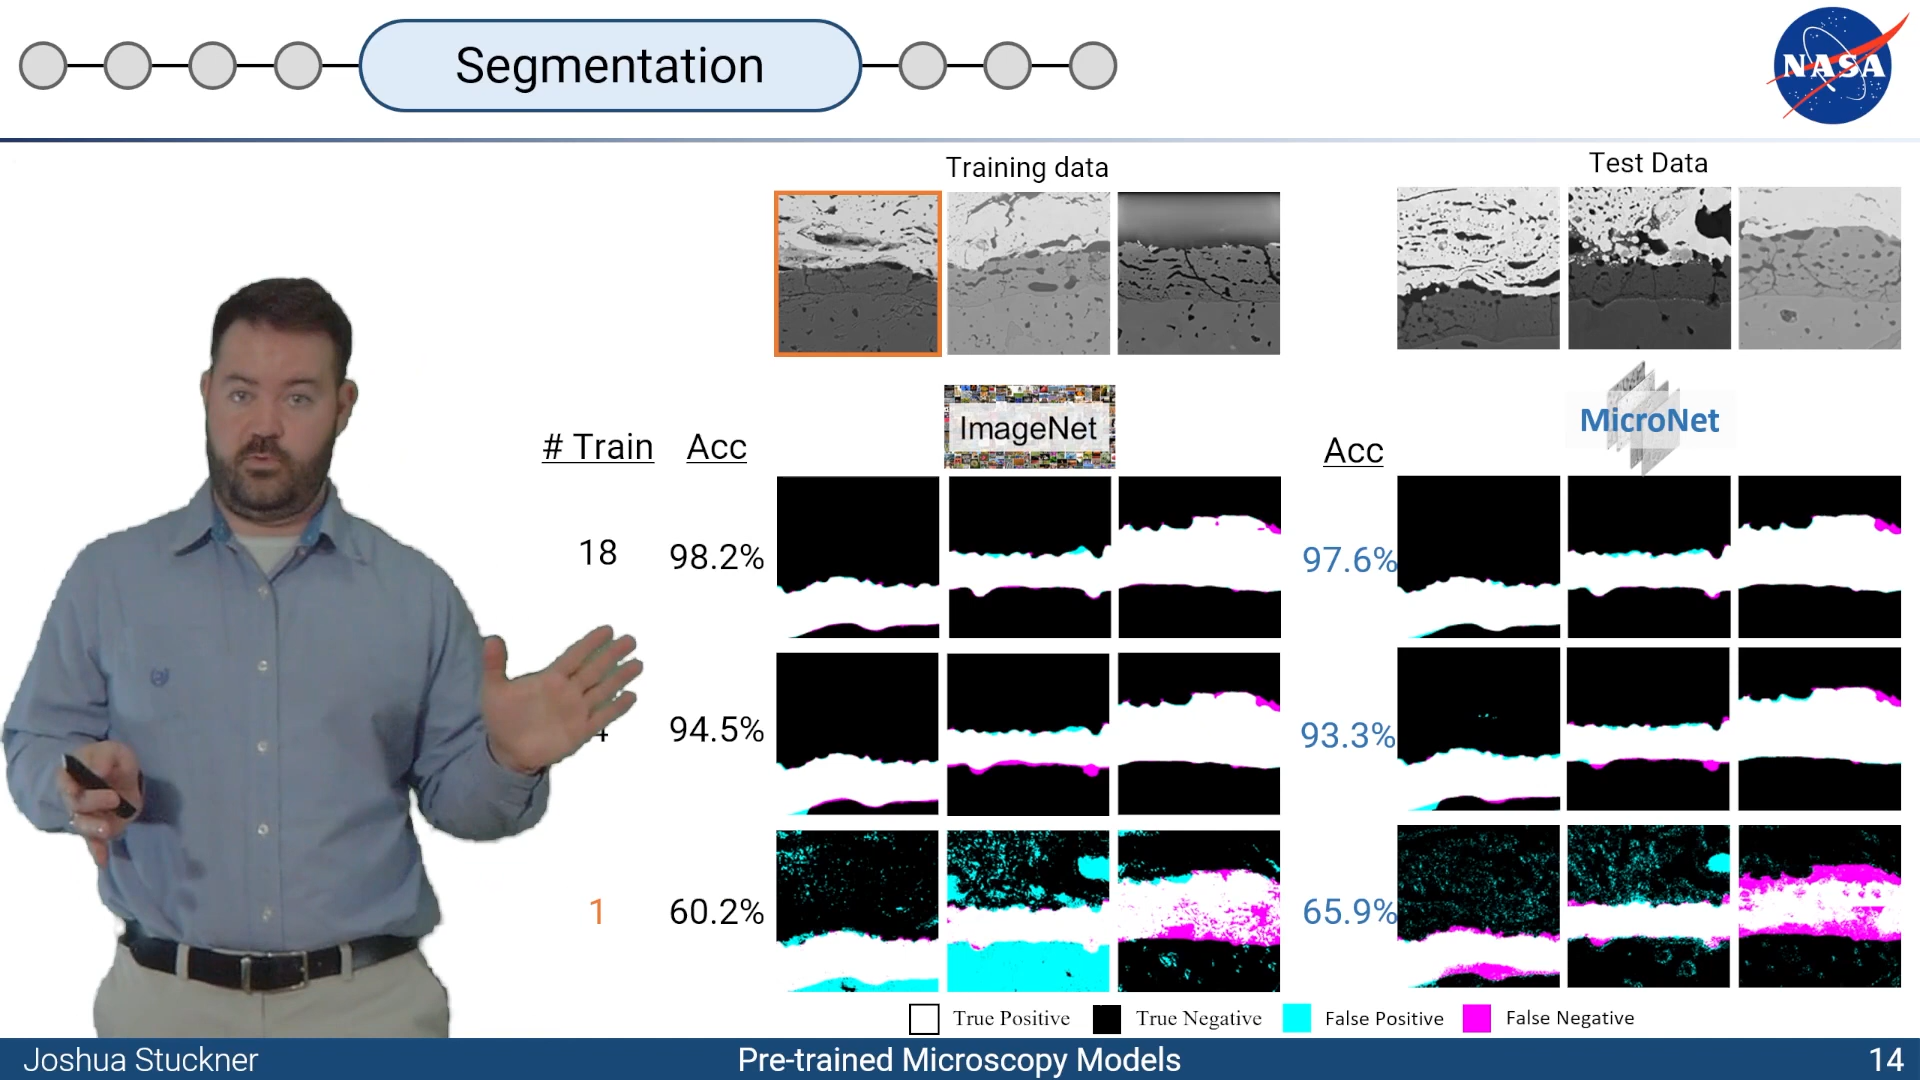 Segmentation
NASA
Training data
Test Data
ImageNet
MicroNet
# Train
Acc
Acc
18
98.2%
97.6%
4
94.5%
93.3%
1
60.2%
65.9%
True Positive
True Negative
False Positive
False Negative
Joshua Stuckner
Pre-trained Microscopy Models
14